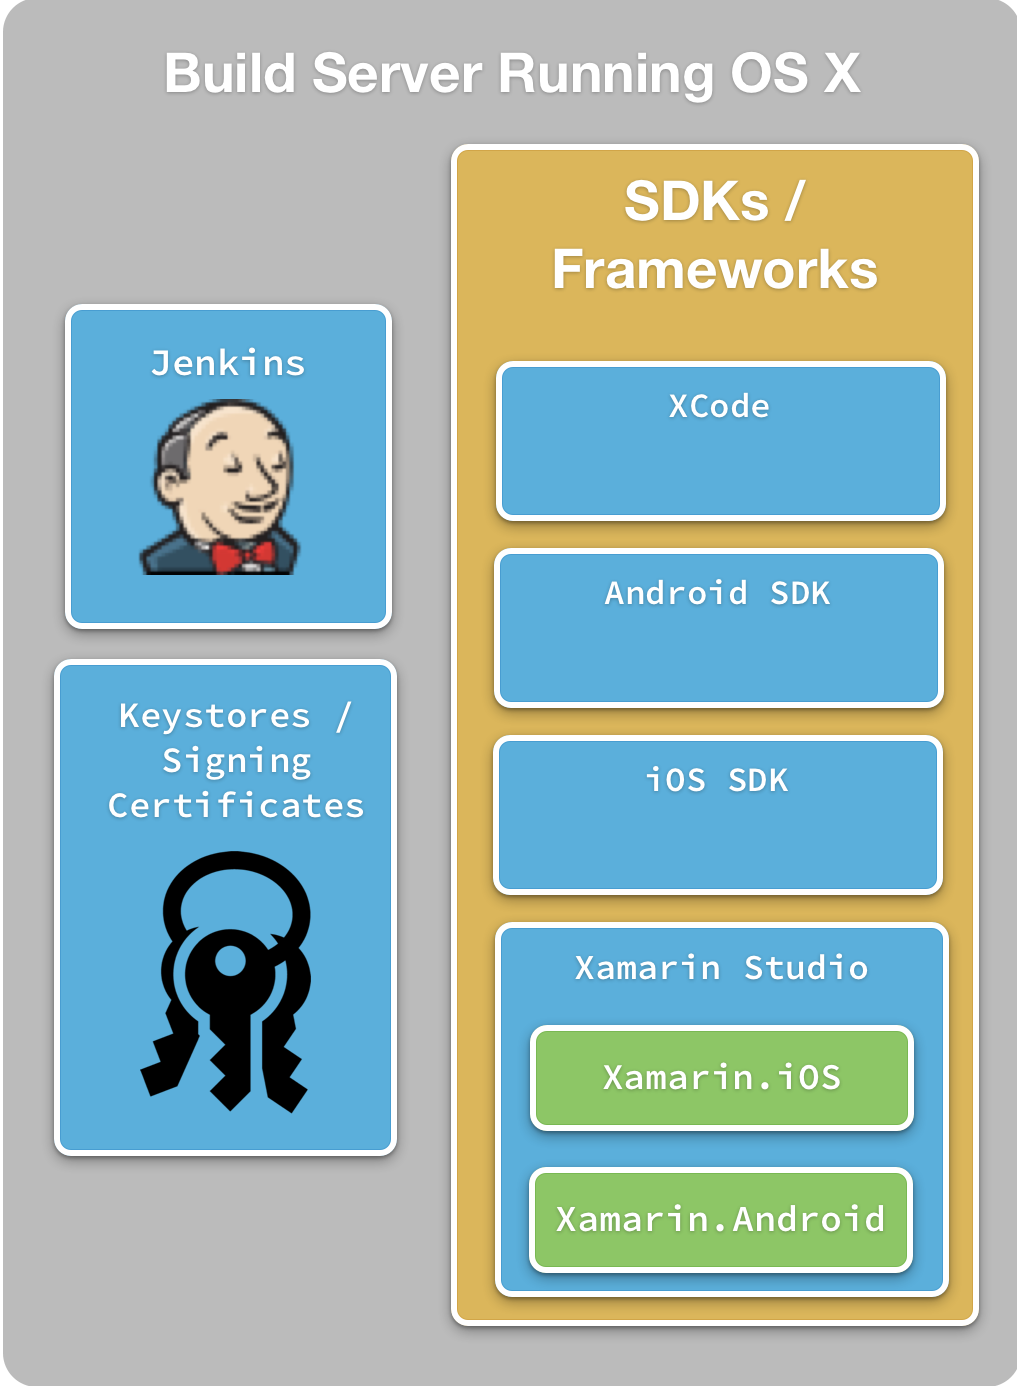 Build Server Running OS X
SDKs /
Frameworks
Jenkins
XCode
Android SDK
Keystores /
Signing
Certificates
iOS SDK
Xamarin Studio
Xamarin.iOS
Xamarin.Android